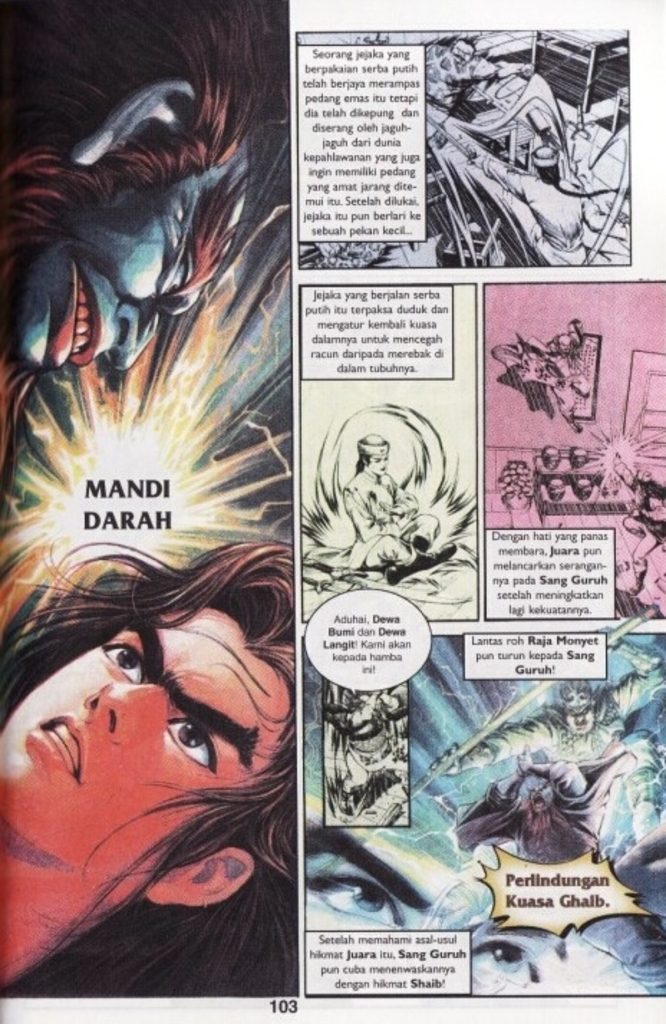 MANDI
DARAH
Seorang jejaka yang
berpakaian serba putih
telah berjaya merampas
pedang emas itu tetapi
dia telah dikepung dan
diserang oleh jaguh-
jaguh dari dunia
kepahlawanan yang juga
ingin memiliki pedang
yang amat jarang dite-
mui itu. Setelah dilukai,
jejaka itu pun berlari ke
sebuah pekan kecil...
Jejaka yang berjalan serba
putih itu terpaksa duduk dan
mengatur kembali kuasa
dalamnya untuk mencegah
racun daripada merebak di
dalam tubuhnya.
Dengan hati yang panas
membara, Juara pun
melancarkan serangan-
nya pada Sang Guruh
setelah meningkatkan
lagi kekuatannya.
Aduhai, Dewa
Bumi dan Dewa
Langit! Kami akan
kepada hamba
ini!
Lantas roh Raja Monyet
pun turun kepada Sang
Guruh!
Perlindungan
Kuasa Ghaib.
Setelah memahami asal-usul
hikmat Juara itu, Sang Guruh
pun cuba menenwaskannya
dengan hikmat Shaib!
103